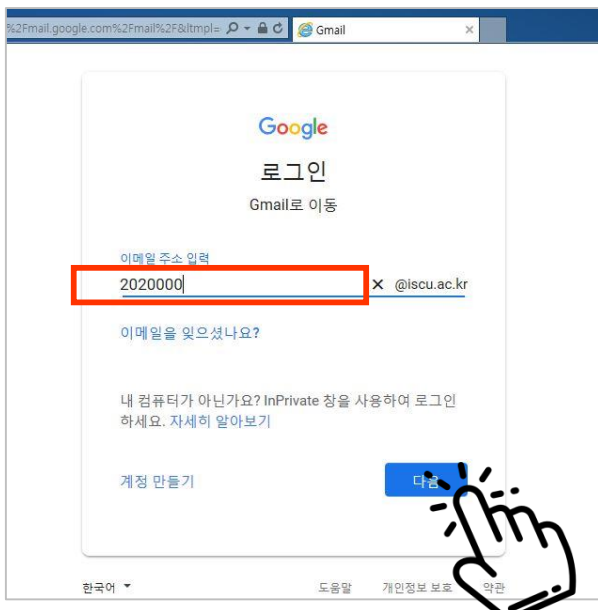 %2Fmail.google.com%2Fmail%2F&ltmpl=
Gmail
Google
로그인
Gmail로 이동
이메일 주소 입력
2020000
@iscu.ac.kr
이메일을 잊으셨나요?
내 컴퓨터가 아닌가요? InPrivate 창을 사용하여 로그인
하세요. 자세히 알아보기
계정 만들기
다음
한국어
도움말 개인정보 보호 약관